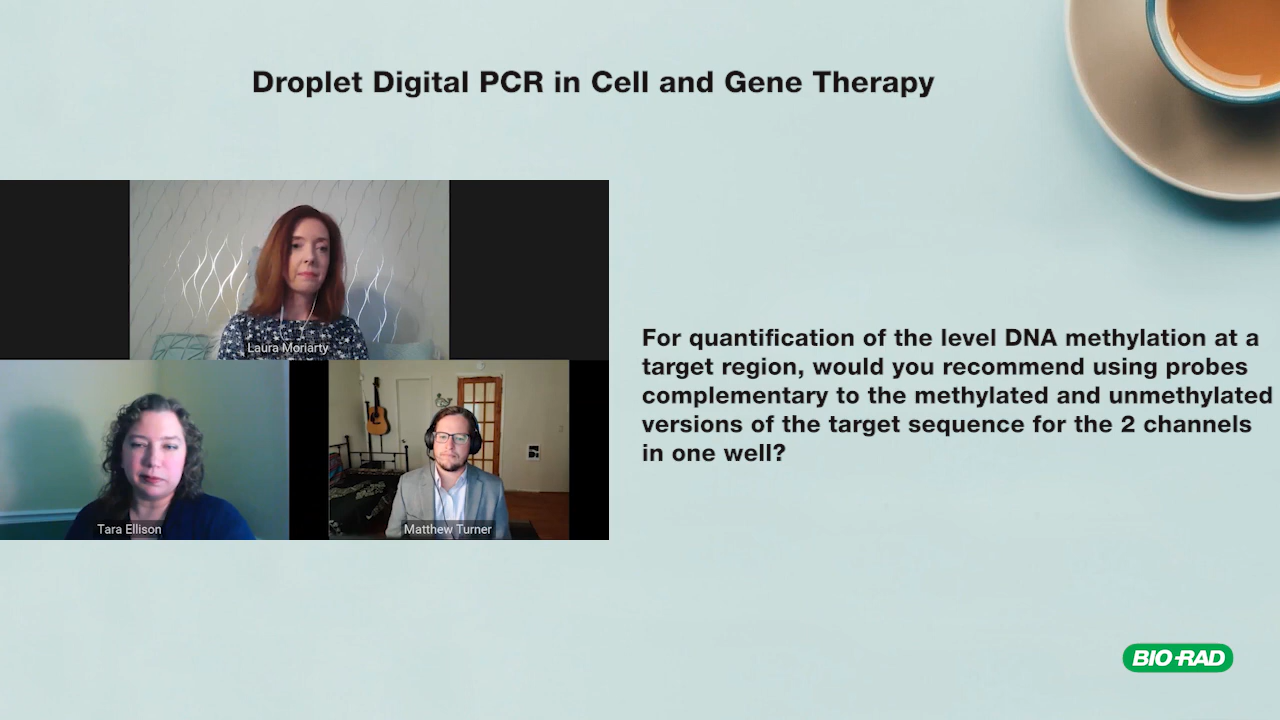 Droplet Digital PCR in Cell and Gene Therapy
Laura Moriarty
Tara Ellison
Matthew Turner
For quantification of the level DNA methylation at a
target region, would you recommend using probes
complementary to the methylated and unmethylated
versions of the target sequence for the 2 channels
in one well?
BIO-RAD